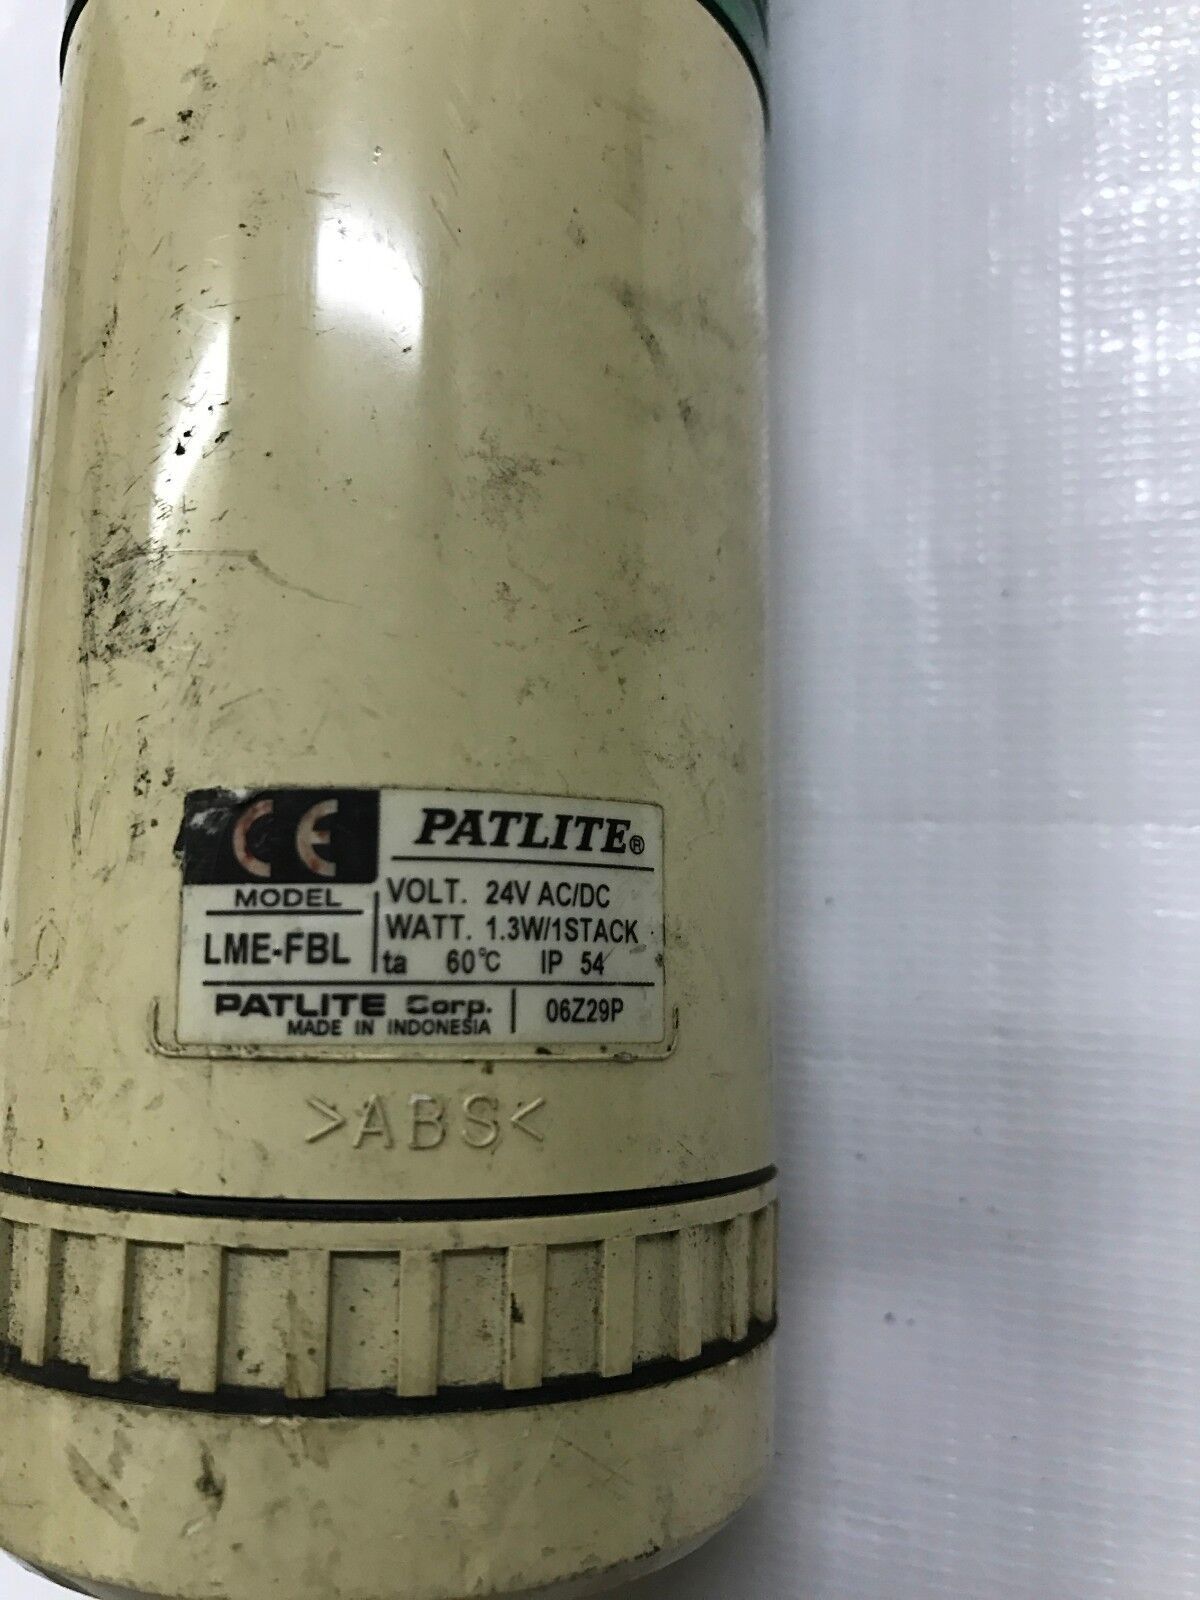 CE
PATLITE®
MODEL
LME-FBL
VOLT. 24V AC/DC
WATT. 1.3W/1STACK
ta 60℃ IP 54
PATLITE Corp.
MADE IN INDONESIA
06Z29P
>ABS<